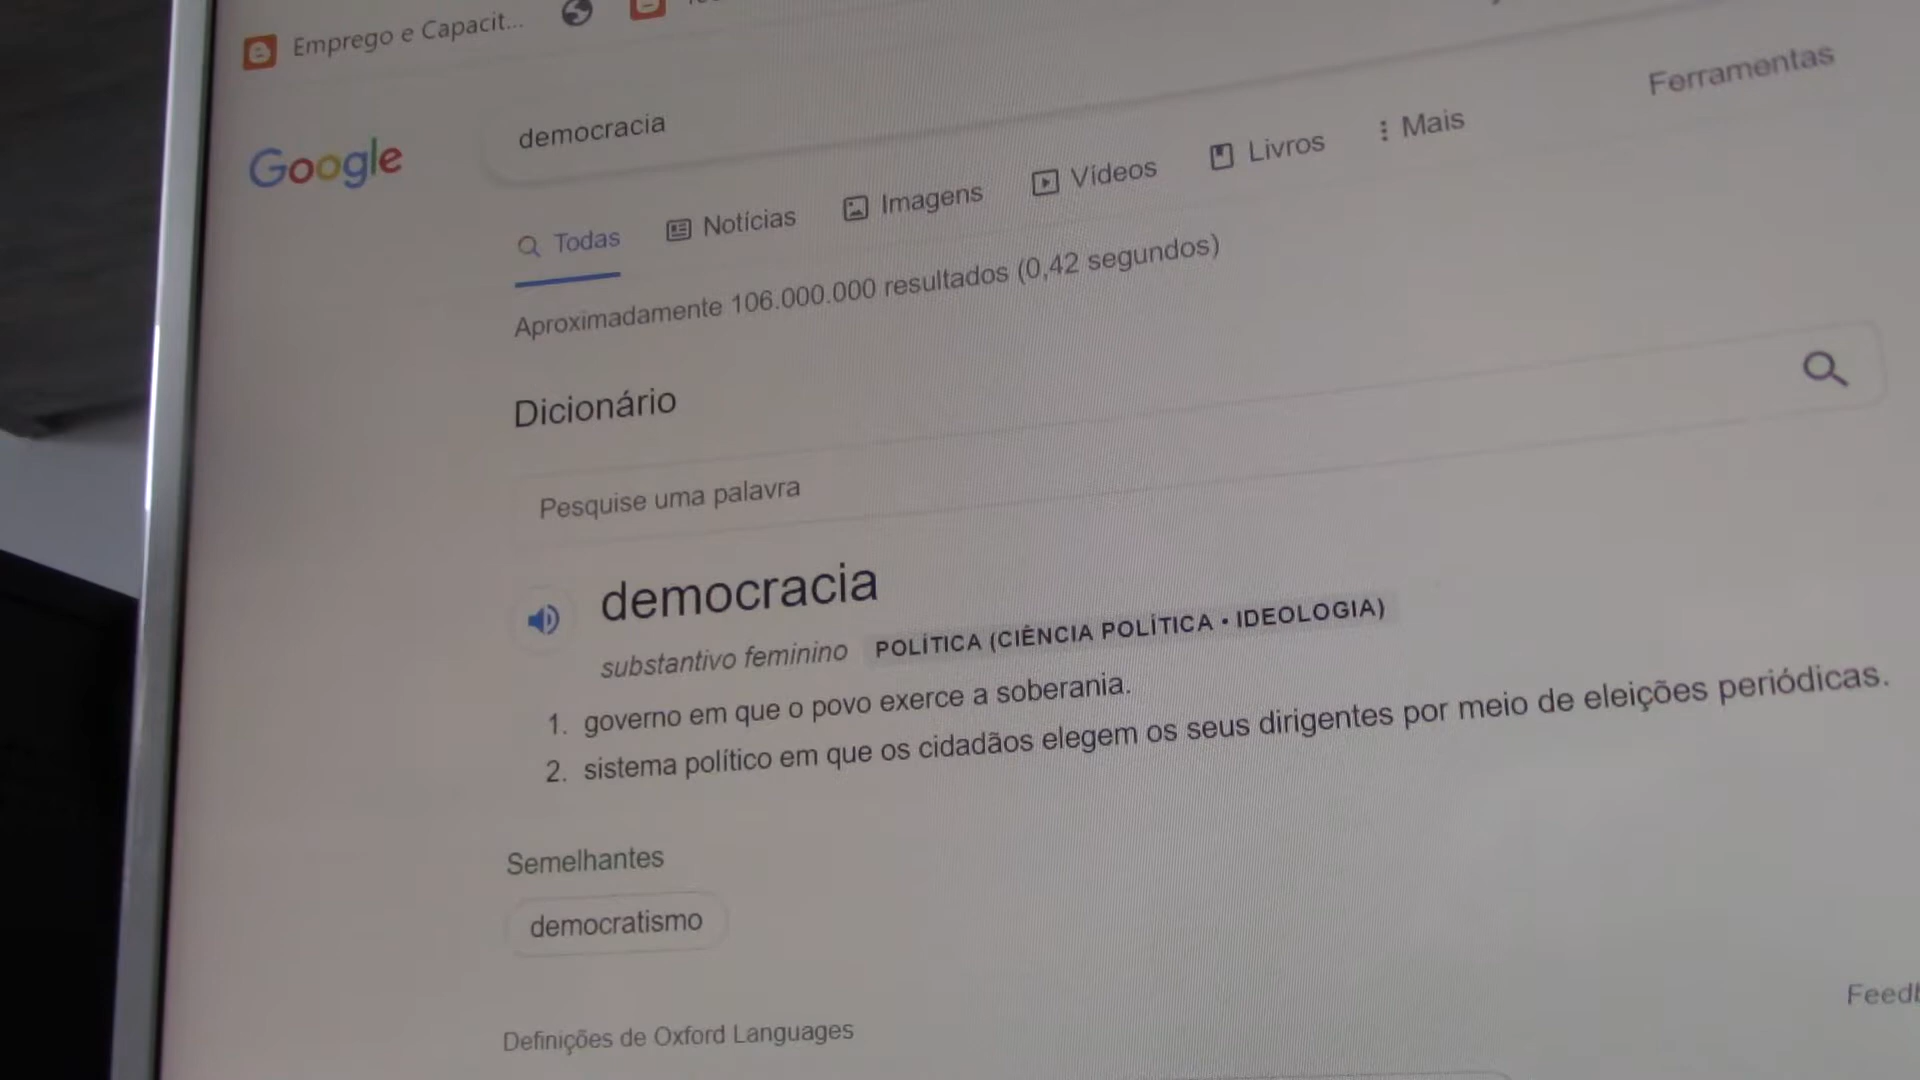 Emprego e Capacit...
Google
democracia
Todas
Notícias
Imagens
Vídeos
Livros
Mais
Ferramentas
Aproximadamente 106.000.000 resultados (0,42 segundos)
Dicionário
Pesquise uma palavra
democracia
substantivo feminino POLÍTICA (CIÊNCIA POLÍTICA • IDEOLOGIA)
1. governo em que o povo exerce a soberania.
2. sistema político em que os cidadãos elegem os seus dirigentes por meio de eleições periódicas.
Semelhantes
democratismo
Definições de Oxford Languages